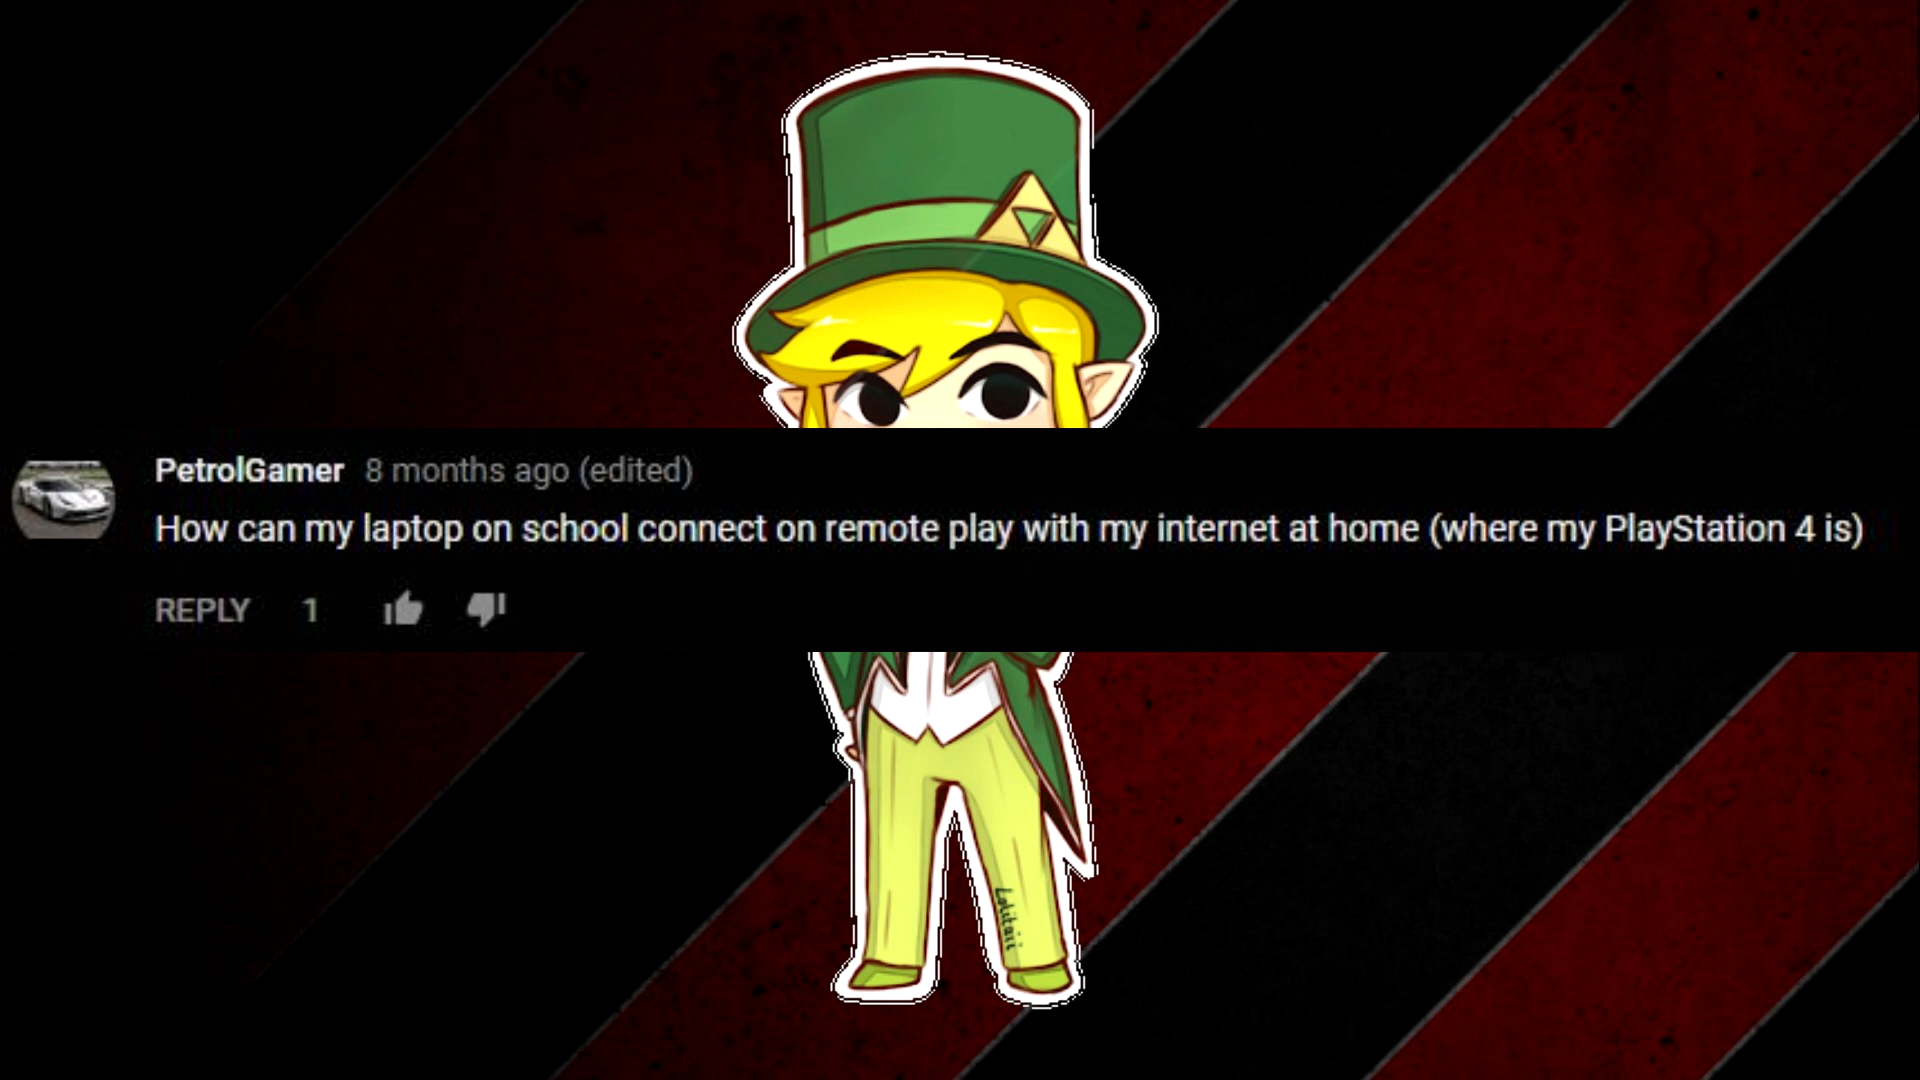 PetrolGamer 8 months ago (edited)
How can my laptop on school connect on remote play with my internet at home (where my PlayStation 4 is)
REPLY 1
Lolitaii